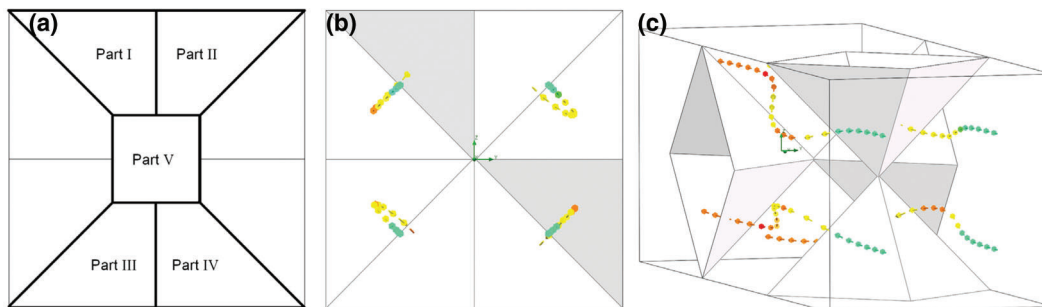 (a)
Part I
Part II
Part V
Part III
Part IV
(b)
Z
Y
(c)